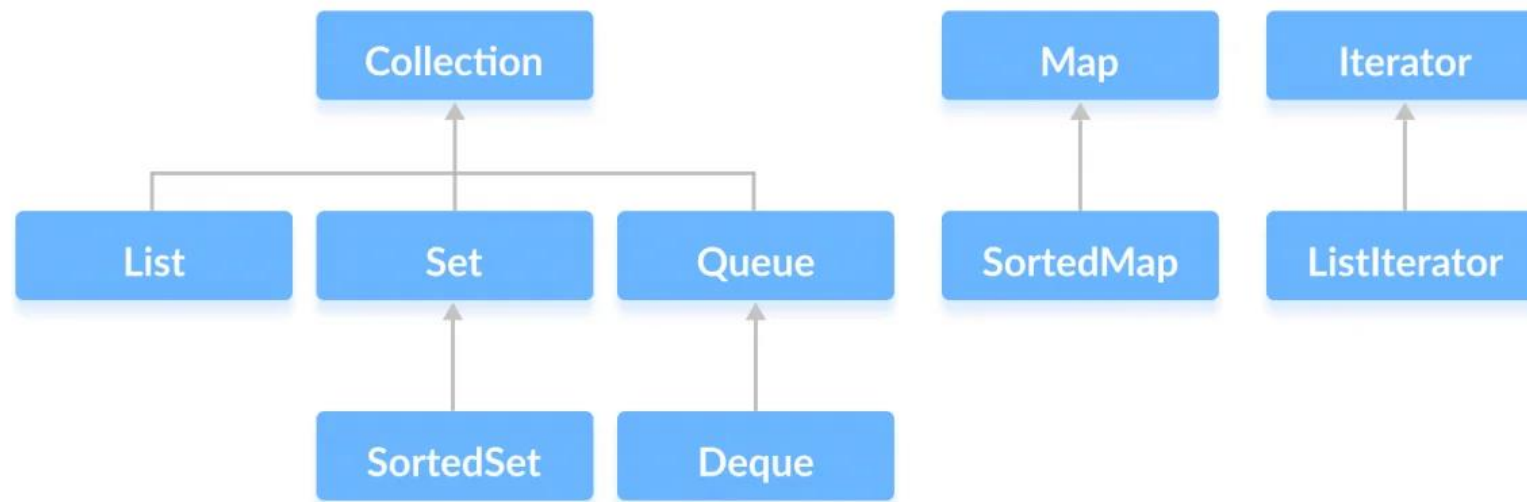 Collection
Map
Iterator
List
Set
Queue
SortedMap
ListIterator
SortedSet
Deque